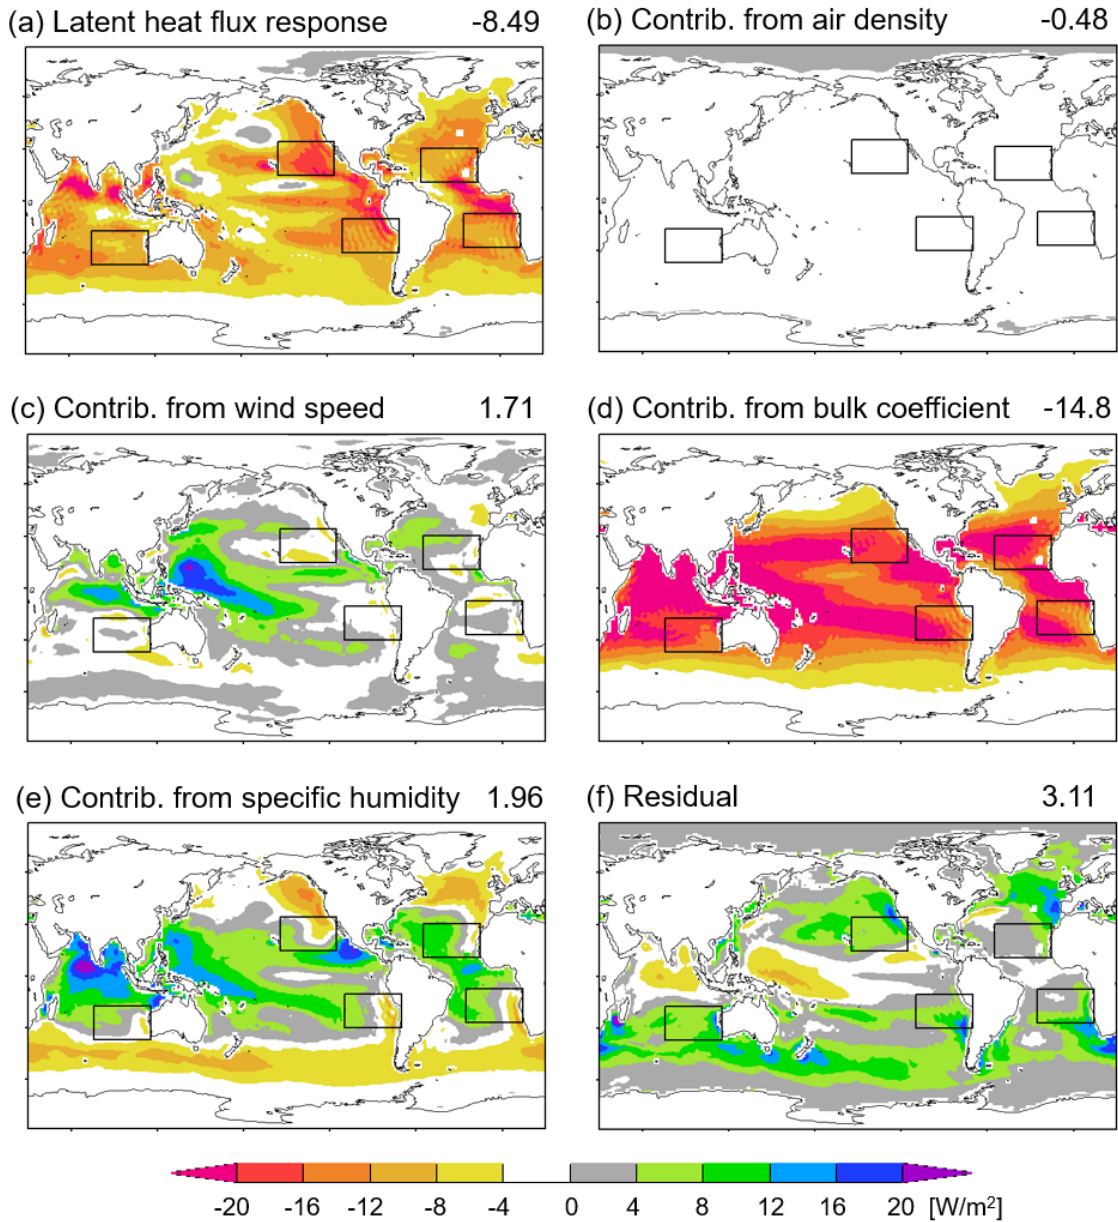 (a) Latent heat flux response -8.49
(b) Contrib. from air density -0.48
(c) Contrib. from wind speed 1.71
(d) Contrib. from bulk coefficient -14.8
(e) Contrib. from specific humidity 1.96
(f) Residual 3.11
-20 -16 -12 -8 -4 0 4 8 12 16 20 [W/m²]